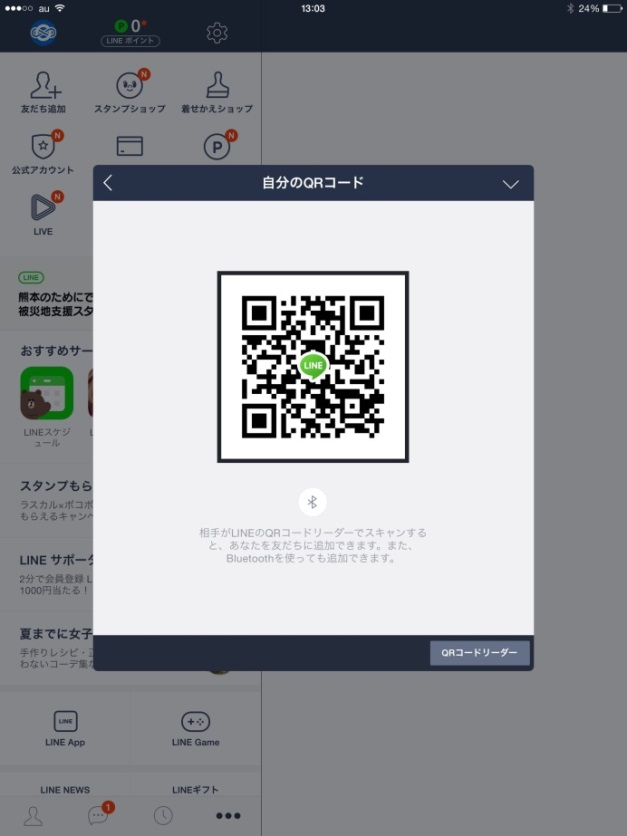 au
13:03
24%
P 0
LINE ポイント
友だち追加
スタンプショップ
着せかえショップ
N
公式アカウント
N
P
N
LIVE
N
自分のQRコード
LINE
熊本のためにで
被災地支援スタ
おすすめサー
LINEスケジ
ュール
LINE
相手がLINEのQRコードリーダーでスキャンする
と、あなたを友だちに追加できます。また、
Bluetoothを使っても追加できます。
スタンプもら
ラスカル×ポコポ
もらえるキャンペ
LINE サポータ
2分で会員登録 L
1000円当たる！
夏までに女子
手作りレシピ・
わないコーデ集
QRコードリーダー
LINE
LINE App
LINE Game
LINE NEWS
LINEギフト
1